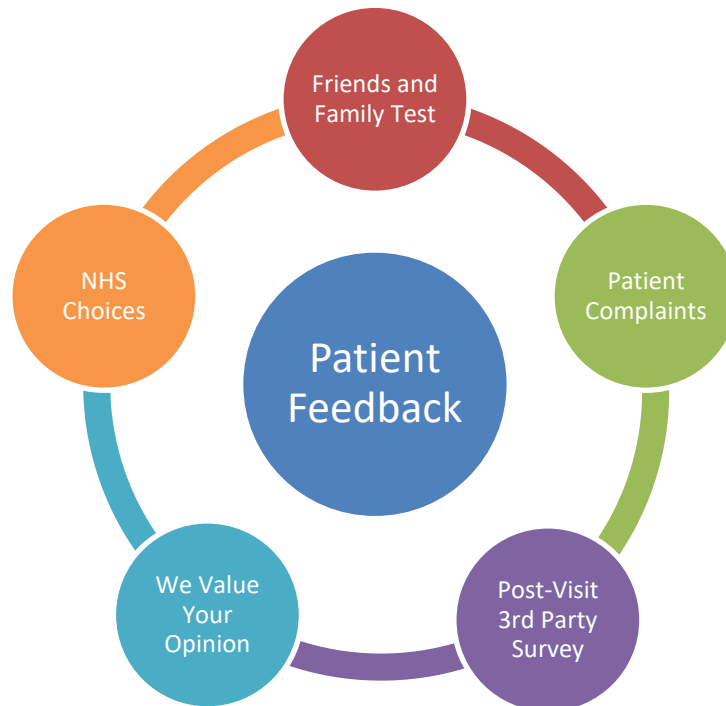 Friends and
Family Test
Patient
Complaints
Post-Visit
3rd Party
Survey
We Value
Your
Opinion
NHS
Choices
Patient
Feedback